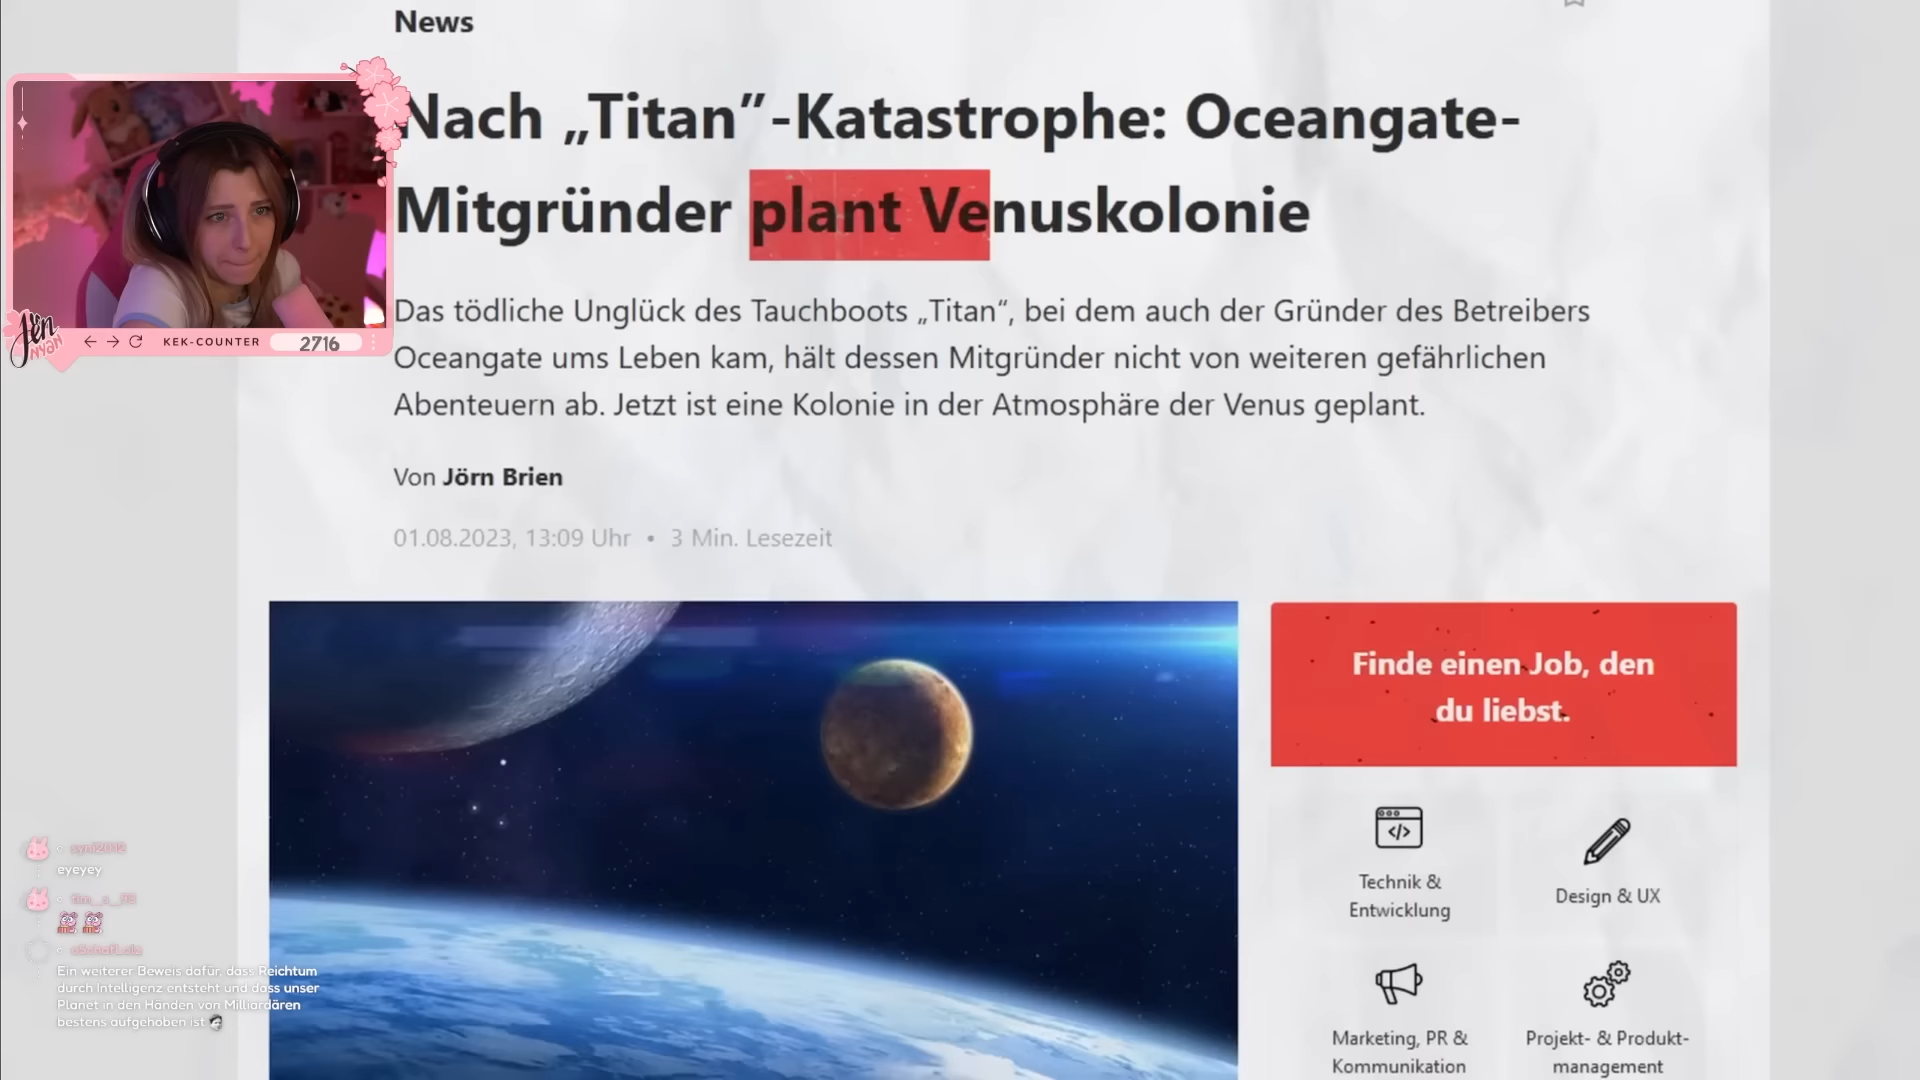 News
Nach „Titan”-Katastrophe: Oceangate-
Mitgründer plant Venuskolonie
Das tödliche Unglück des Tauchboots „Titan“, bei dem auch der Gründer des Betreibers
Oceangate ums Leben kam, hält dessen Mitgründer nicht von weiteren gefährlichen
Abenteuern ab. Jetzt ist eine Kolonie in der Atmosphäre der Venus geplant.
Von Jörn Brien
01.08.2023, 13:09 Uhr • 3 Min. Lesezeit
Jen
NYAN
KEK-COUNTER 2716
Finde einen Job, den
du liebst.
Technik &
Entwicklung
Design & UX
Marketing, PR &
Kommunikation
Projekt- & Produkt-
management
eyeyey
Ein weiterer Beweis dafür, dass Reichtum
durch Intelligenz entsteht und dass unser
Planet in den Händen von Milliardären
bestens aufgehoben ist